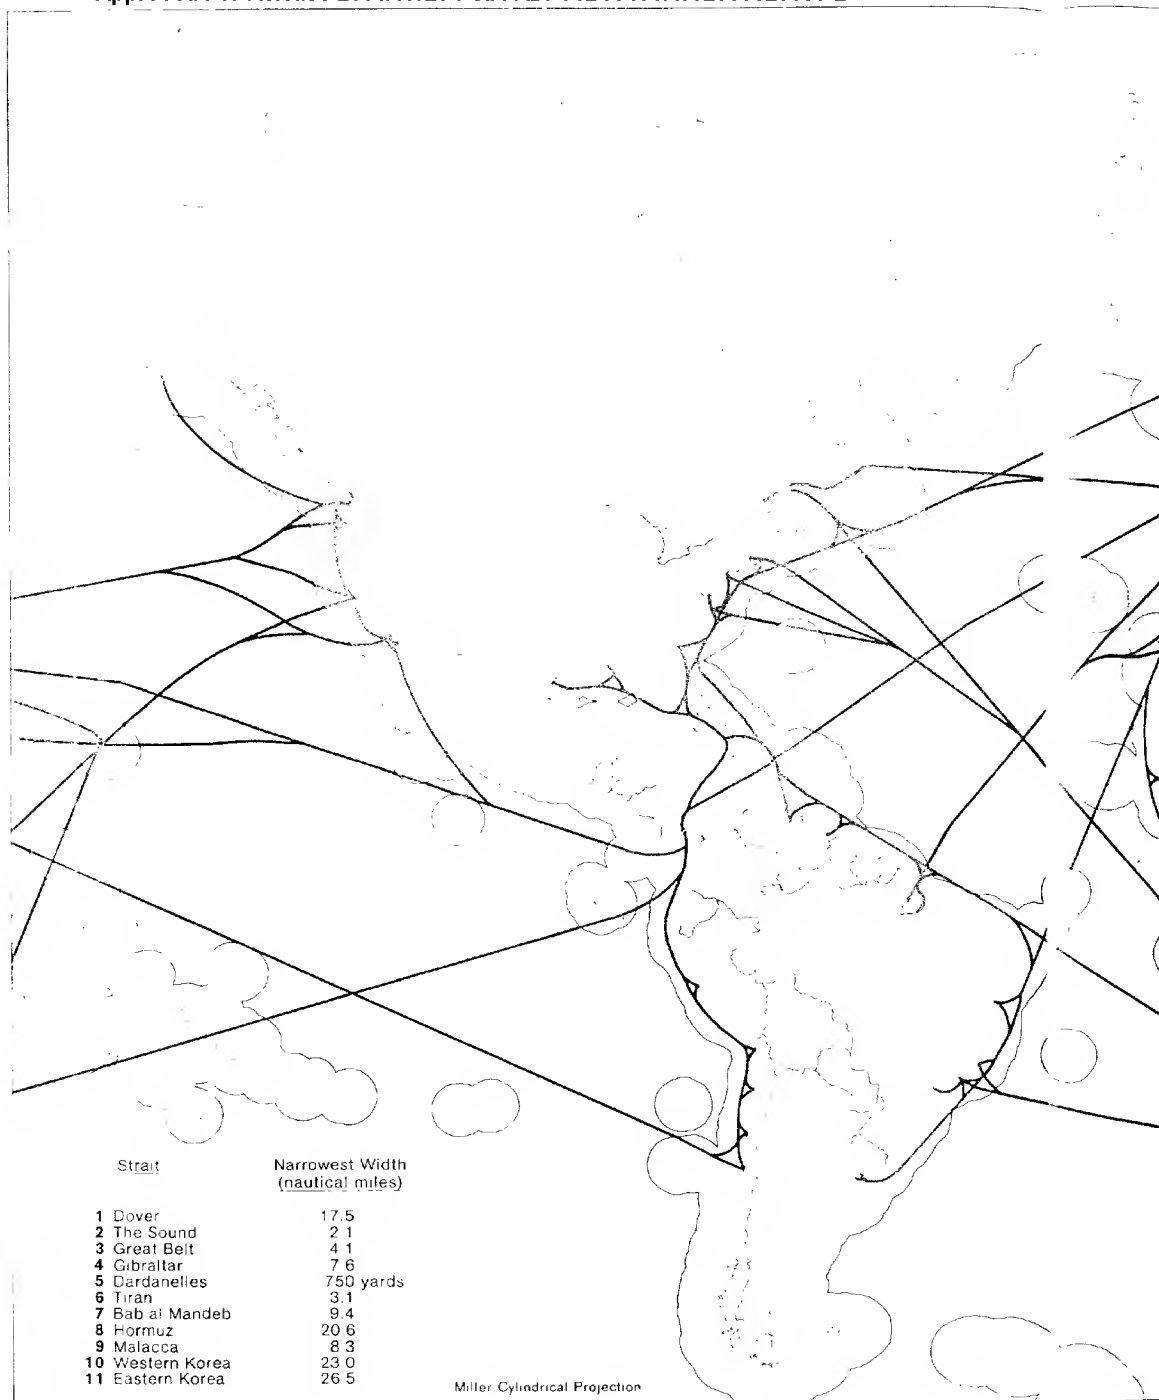 Strait Narrowest Width
(nautical miles)
1 Dover 17.5
2 The Sound 2 1
3 Great Belt 4 1
4 Gibraltar 7 6
5 Dardanelles 750 yards
6 Tiran 3.1
7 Bab al Mandeb 9.4
8 Hormuz 20 6
9 Malacca 8 3
10 Western Korea 23 0
11 Eastern Korea 26 5
Miller Cylindrical Projection